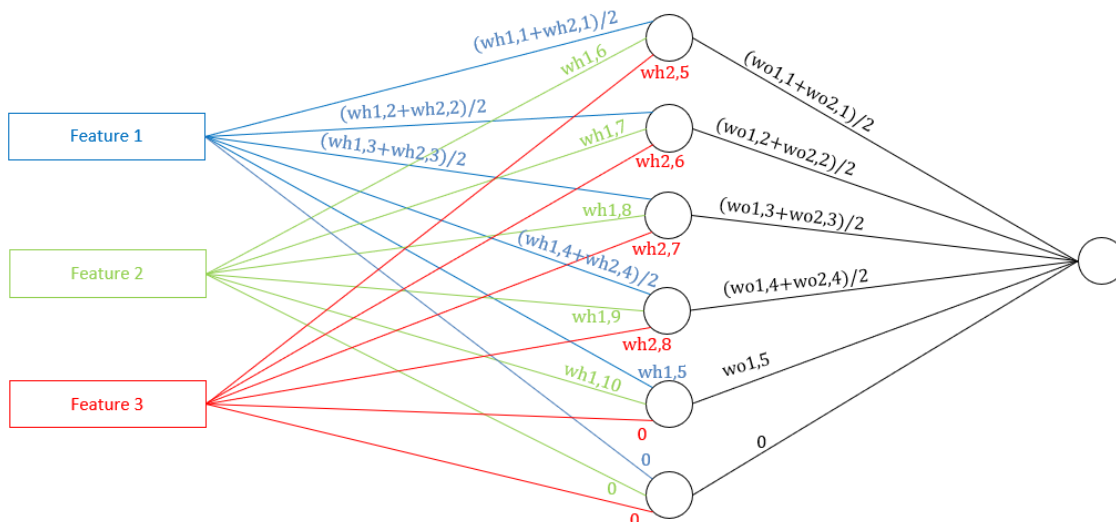 (wh1,1+wh2,1)/2
wh1,6
wh2,5
(wo1,1+wo2,1)/2
Feature 1
(wh1,2+wh2,2)/2
wh1,7
wh2,6
(wo1,2+wo2,2)/2
(wh1,3+wh2,3)/2
wh1,8
wh2,7
(wo1,3+wo2,3)/2
Feature 2
(wh1,4+wh2,4)/2
wh1,9
wh2,8
(wo1,4+wo2,4)/2
Feature 3
wh1,10
wh1,5
wo1,5
0
0
0
0
0